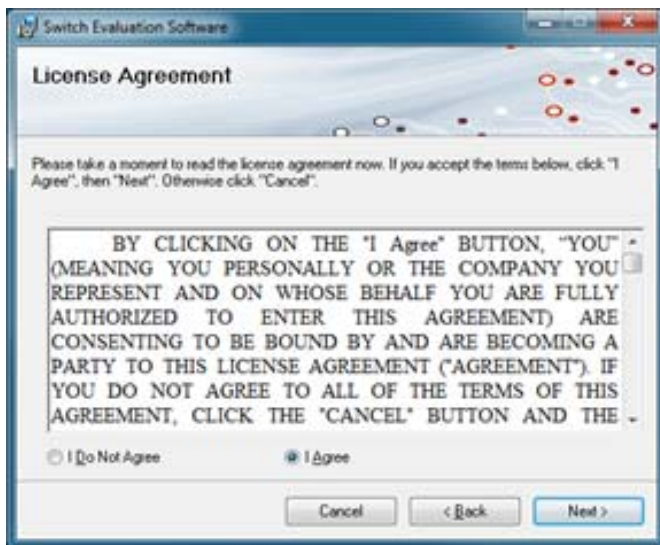 Switch Evaluation Software
License Agreement
Please take a moment to read the license agreement now. If you accept the terms below, click "I
Agree", then "Next". Otherwise click "Cancel".
BY CLICKING ON THE "I Agree" BUTTON, “YOU”
(MEANING YOU PERSONALLY OR THE COMPANY YOU
REPRESENT AND ON WHOSE BEHALF YOU ARE FULLY
AUTHORIZED TO ENTER THIS AGREEMENT) ARE
CONSENTING TO BE BOUND BY AND ARE BECOMING A
PARTY TO THIS LICENSE AGREEMENT ("AGREEMENT"). IF
YOU DO NOT AGREE TO ALL OF THE TERMS OF THIS
AGREEMENT, CLICK THE "CANCEL" BUTTON AND THE
I Do Not Agree
I Agree
Cancel
< Back
Next >